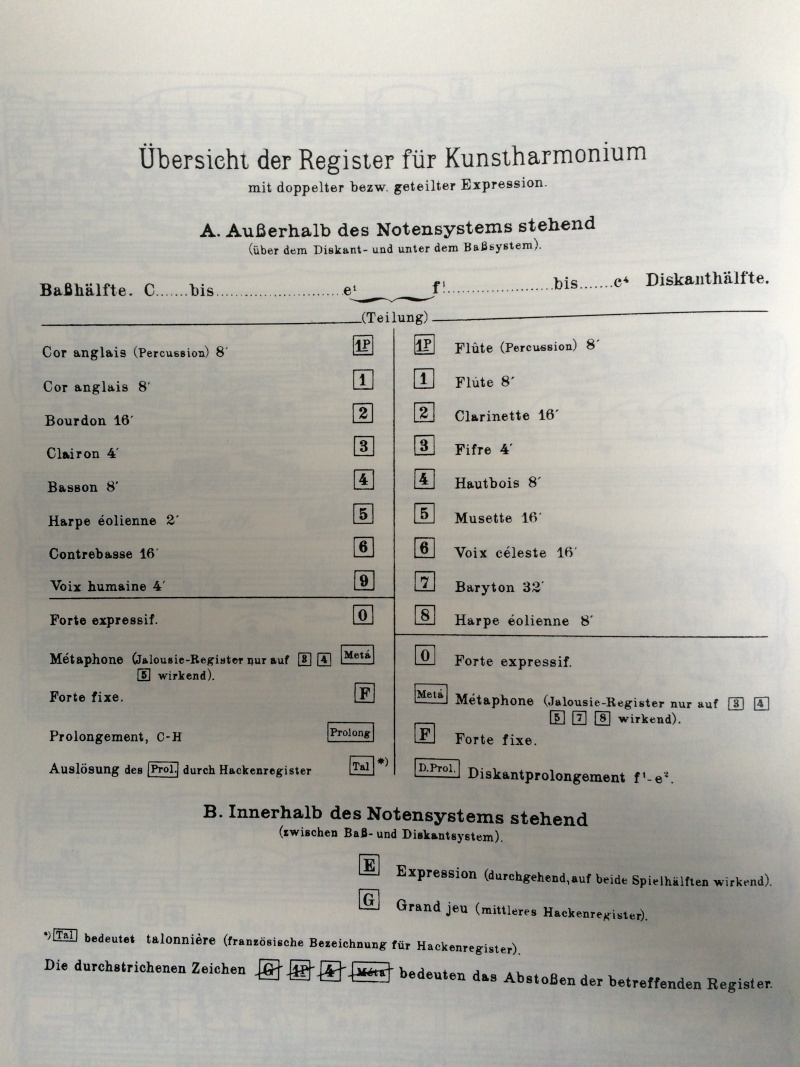 Übersicht der Register für Kunstharmonium
mit doppelter bezw. geteilter Expression.
A. Außerhalb des Notensystems stehend
(über dem Diskant- und unter dem Baßsystem).
Baßhälfte. C.......bis........................e¹ f¹......................bis.......c⁴ Diskanthälfte.
(Teilung)
Cor anglais (Percussion) 8′ 1P
Cor anglais 8′ 1
Bourdon 16′ 2
Clairon 4′ 3
Basson 8′ 4
Harpe éolienne 2′ 5
Contrebasse 16′ 6
Voix humaine 4′ 9
Forte expressif. 0
Métaphone (Jalousie-Register nur auf 3 4 Metá
5 wirkend).
Forte fixe. F
Prolongement, C-H Prolong
Auslösung des Prol. durch Hackenregister Tal *)
1P Flûte (Percussion) 8′
1 Flûte 8′
2 Clarinette 16′
3 Fifre 4′
4 Hautbois 8′
5 Musette 16′
6 Voix céleste 16′
7 Baryton 32′
8 Harpe éolienne 8′
0 Forte expressif.
Metá Métaphone (Jalousie-Register nur auf 3 4
5 7 8 wirkend).
F Forte fixe.
D.Prol. Diskantprolongement f¹-e².
B. Innerhalb des Notensystems stehend
(zwischen Baß- und Diskantsystem).
E Expression (durchgehend, auf beide Spielhälften wirkend).
G Grand jeu (mittleres Hackenregister).
*) Tal bedeutet talonnière (französische Bezeichnung für Hackenregister).
Die durchstrichenen Zeichen G 1P 4 Metá bedeuten das Abstoßen der betreffenden Register.